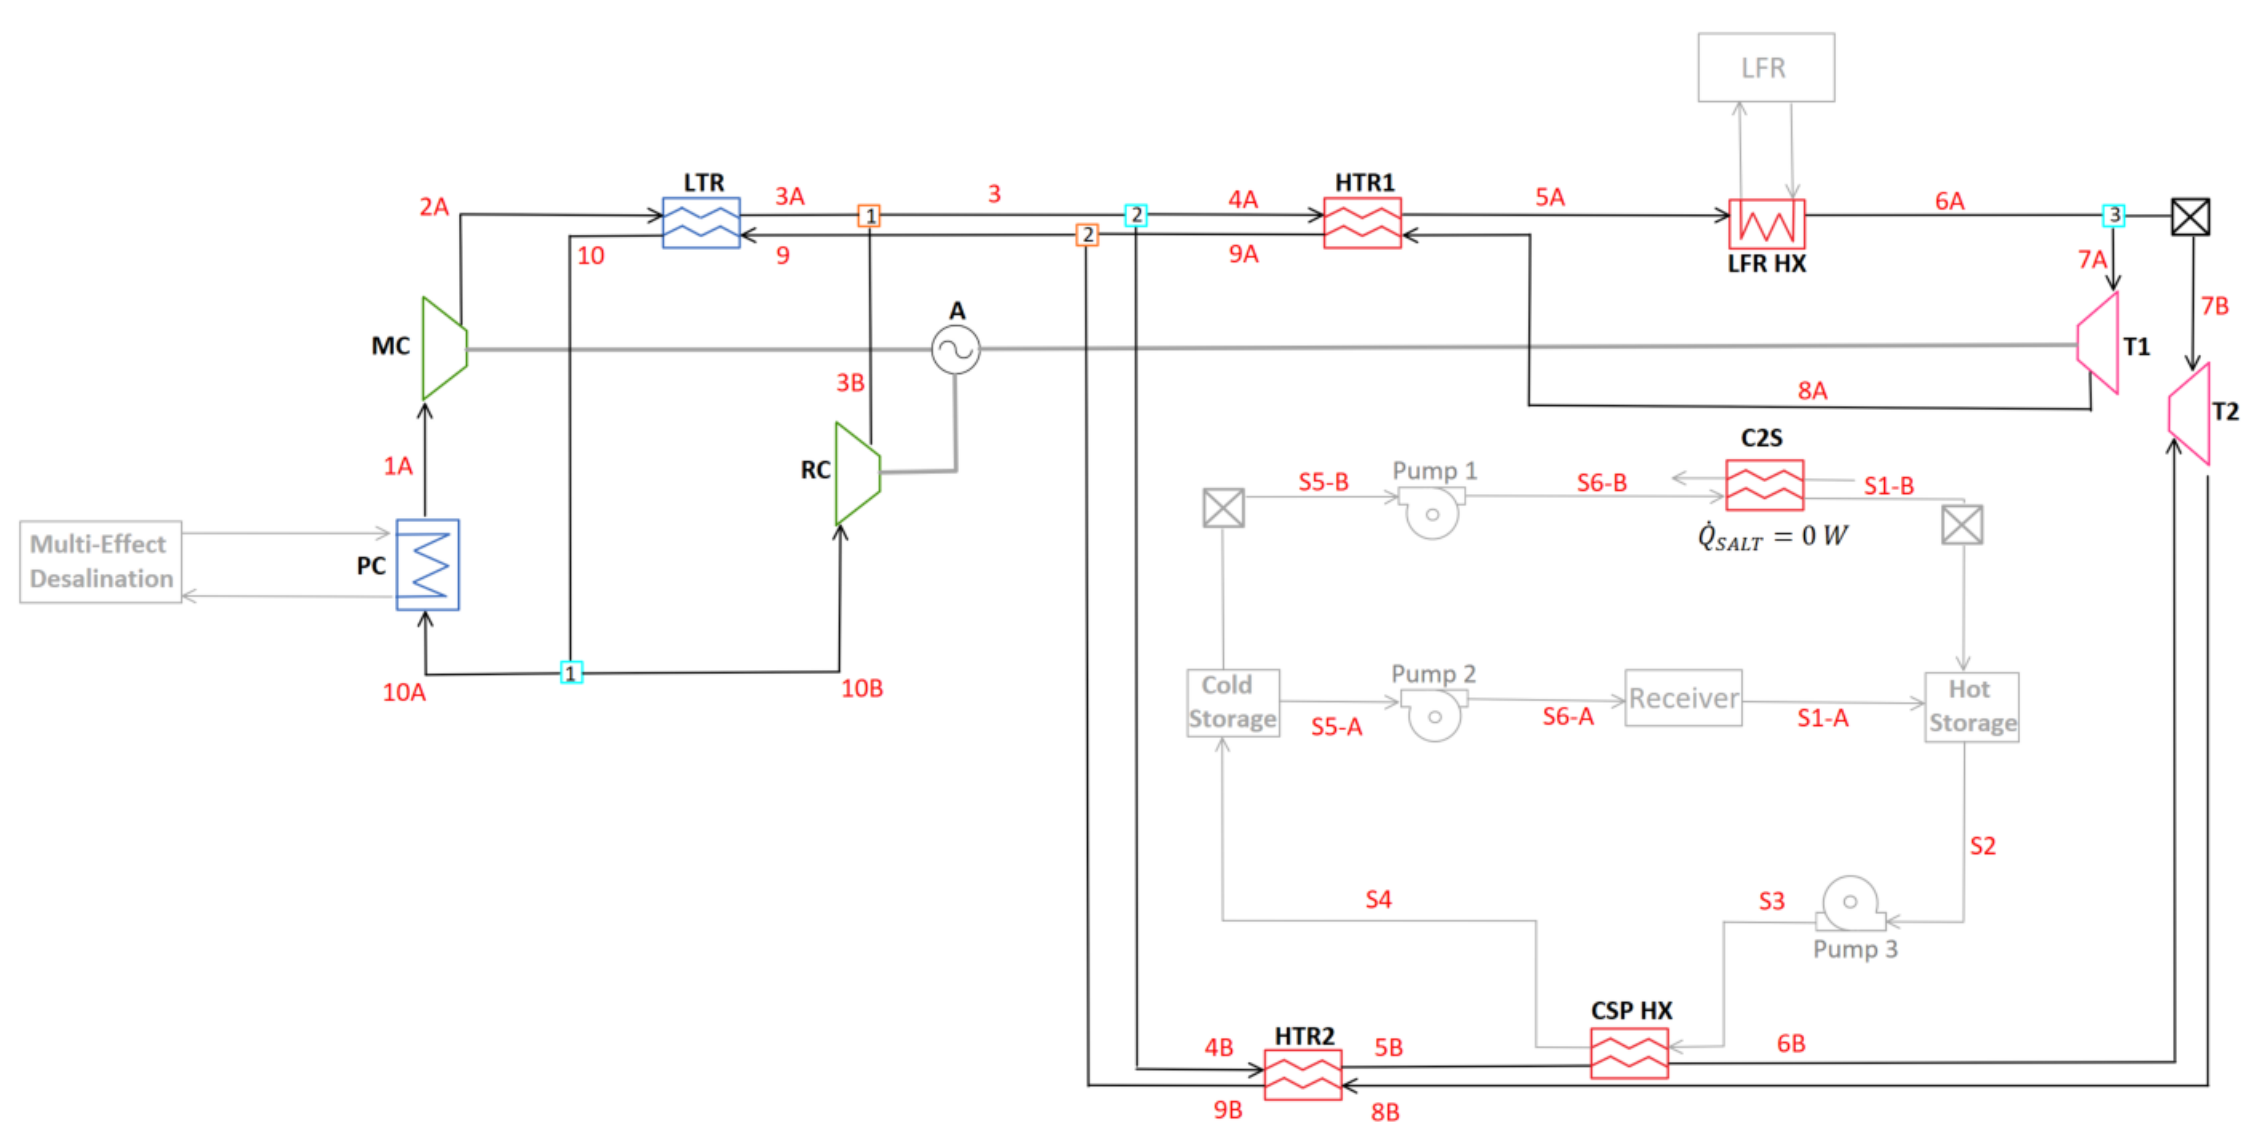 LFR
LTR
HTR1
2A
3A
3
4A
5A
6A
1
2
3
2
10
9
9A
LFR HX
7A
7B
A
MC
T1
3B
8A
T2
1A
RC
C2S
Pump 1
S5-B
S6-B
S1-B
Q̇SALT = 0 W
Multi-Effect
Desalination
PC
1
10A
10B
Cold
Storage
Pump 2
S5-A
S6-A
Receiver
S1-A
Hot
Storage
S2
S4
S3
Pump 3
CSP HX
HTR2
4B
5B
6B
9B
8B